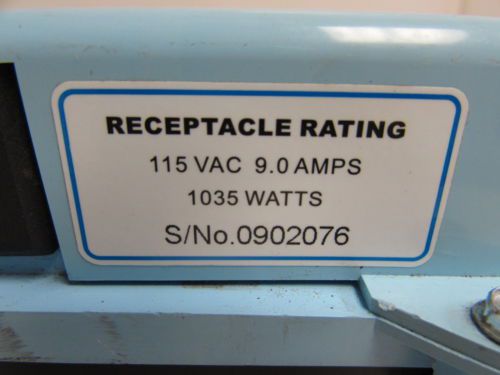 RECEPTACLE RATING
115 VAC 9.0 AMPS
1035 WATTS
S/No.0902076